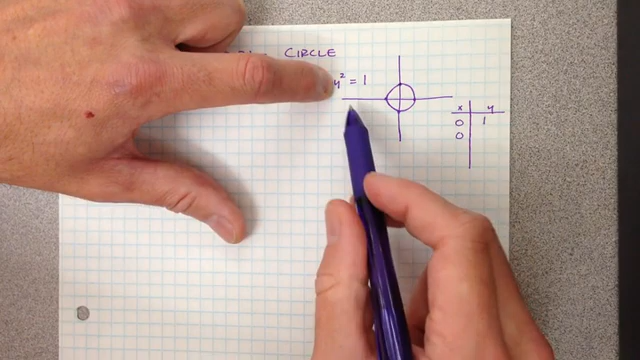 CIRCLE
y² = 1
x y
0 1
0